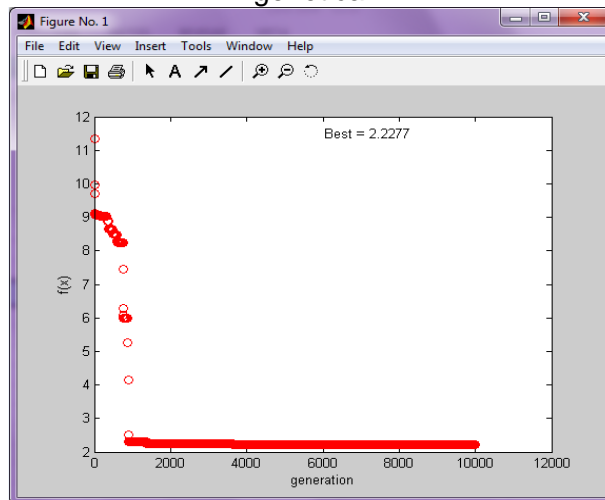 Figure No. 1
File Edit View Insert Tools Window Help
A
Best = 2.2277
12
11
10
9
8
7
6
5
4
3
2
f(x)
0 2000 4000 6000 8000 10000 12000
generation